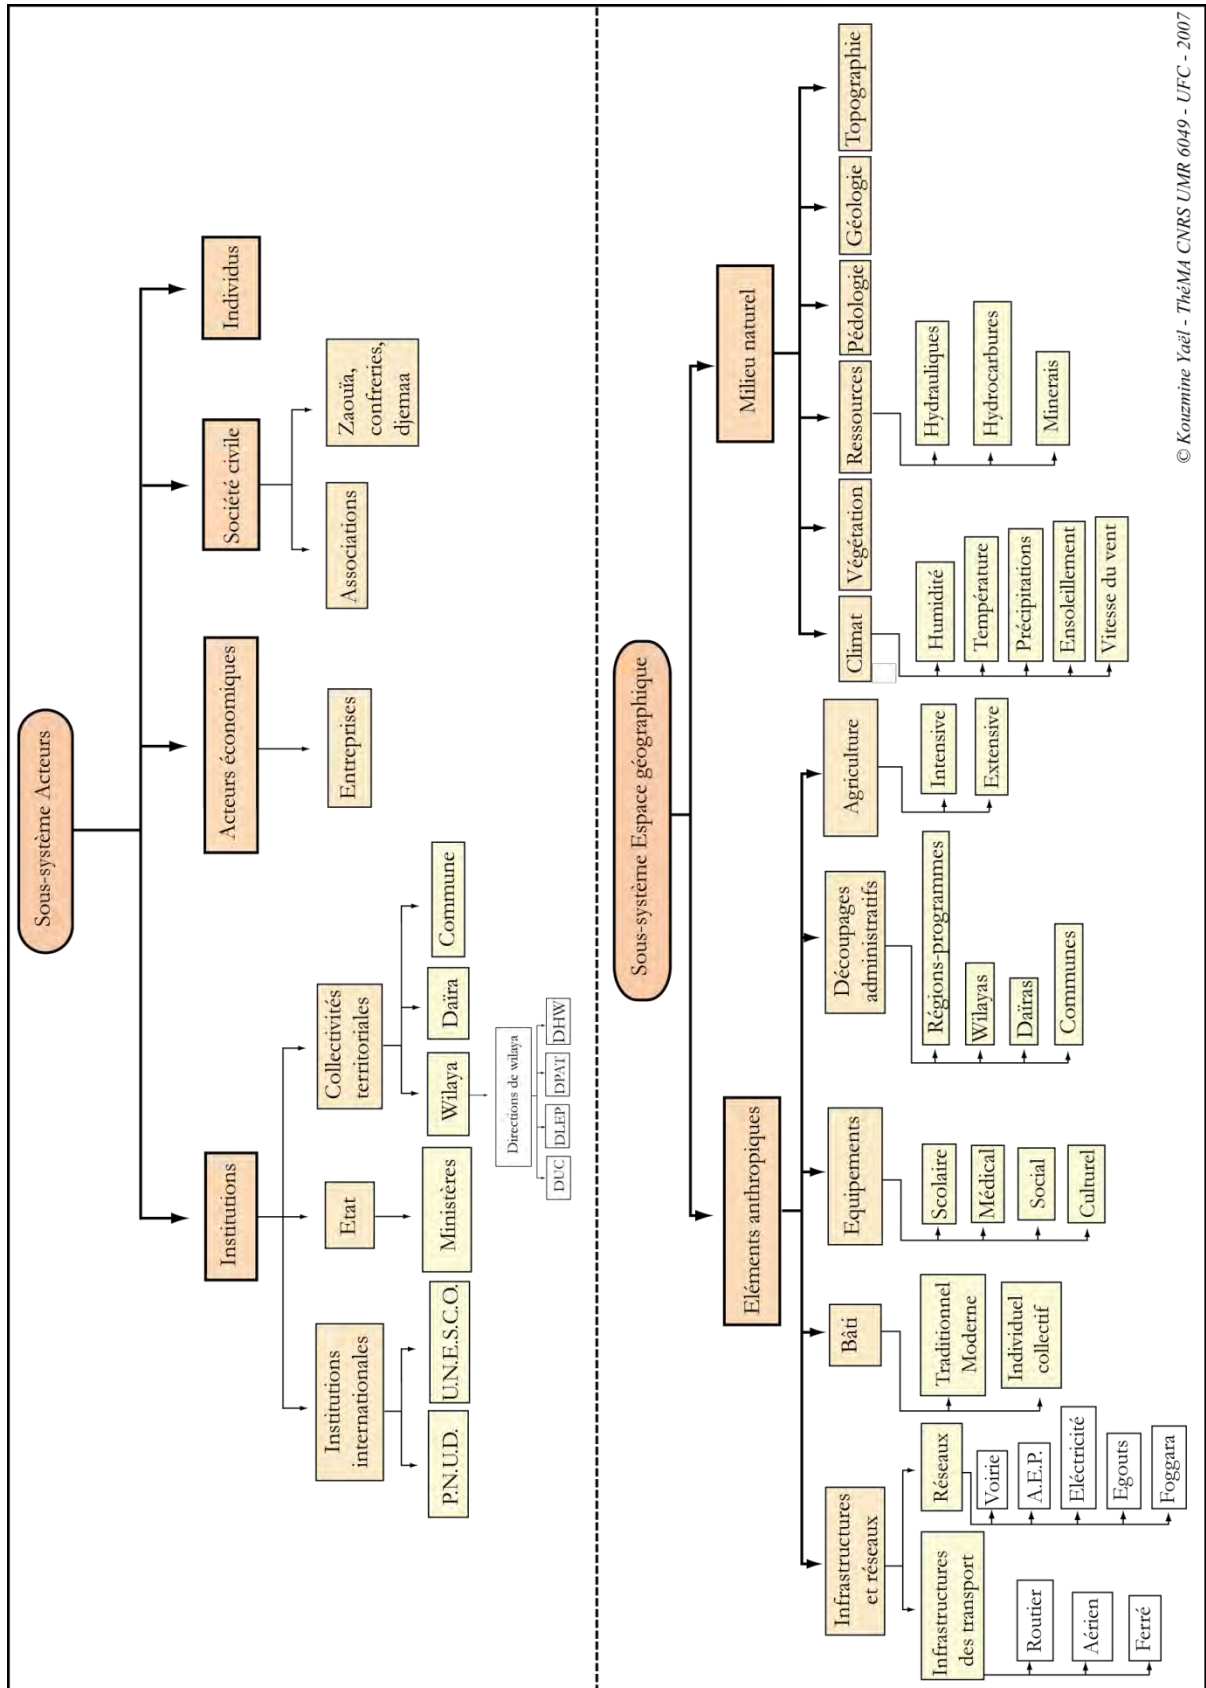 Sous-système Acteurs
Institutions
Acteurs économiques
Société civile
Individus
Institutions
internationales
Etat
Collectivités
territoriales
Entreprises
Associations
Zaouïa,
confreries,
djemaa
P.N.U.D.
U.N.E.S.C.O.
Ministères
Wilaya
Daïra
Commune
Directions de wilaya
DUC
DLEP
DPAT
DHW
Sous-système Espace géographique
Eléments anthropiques
Milieu naturel
Infrastructures
et réseaux
Bâti
Equipements
Découpages
administratifs
Agriculture
Climat
Végétation
Ressources
Pédologie
Géologie
Topographie
Infrastructures
des transport
Routier
Aérien
Ferré
Réseaux
Voirie
A.E.P.
Eléctricité
Egouts
Foggara
Traditionnel
Moderne
Individuel
collectif
Scolaire
Médical
Social
Culturel
Régions-programmes
Wilayas
Daïras
Communes
Intensive
Extensive
Humidité
Température
Précipitations
Ensoleillement
Vitesse du vent
Hydrauliques
Hydrocarbures
Minerais
© Kouzmine Yaël - ThéMA CNRS UMR 6049 - UFC - 2007